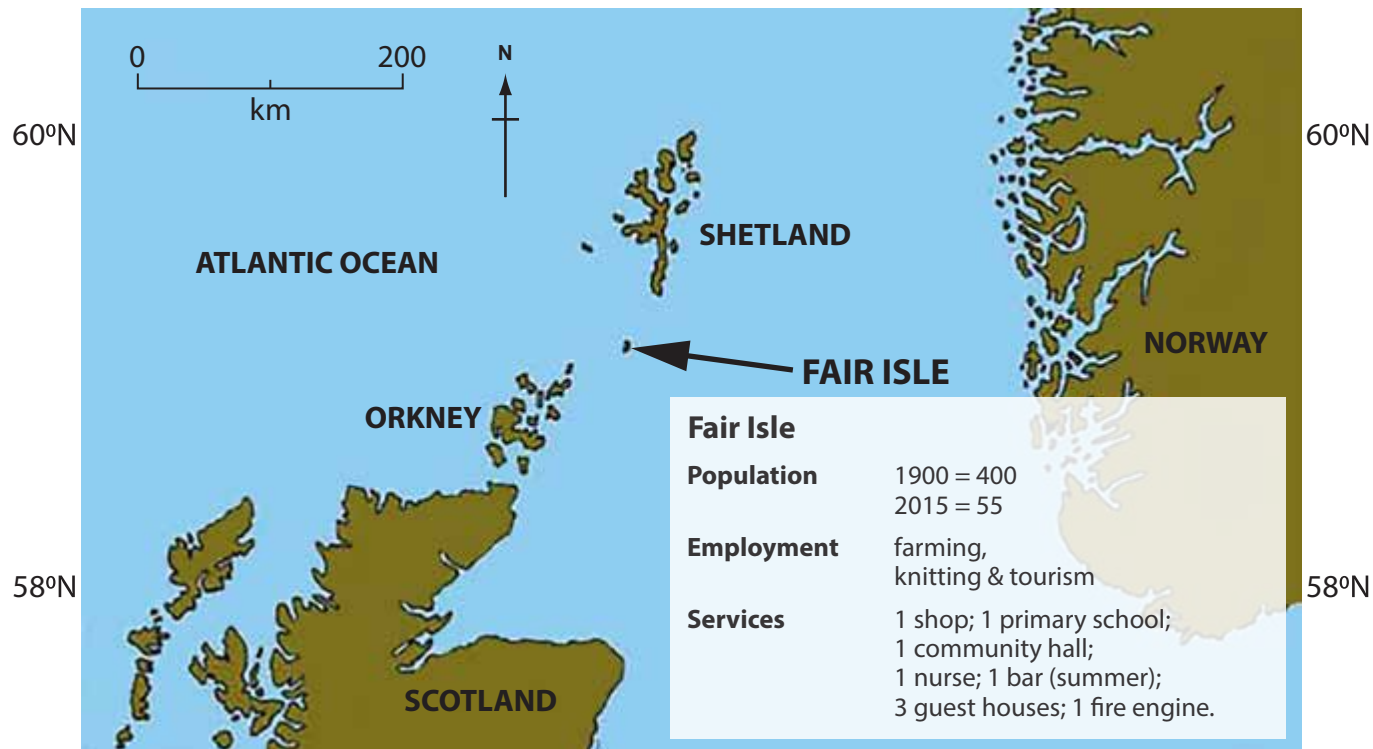 0 200
km
N
60ºN
60ºN
SHETLAND
ATLANTIC OCEAN
NORWAY
FAIR ISLE
ORKNEY
Fair Isle
Population 1900 = 400
2015 = 55
Employment farming,
knitting & tourism
Services 1 shop; 1 primary school;
1 community hall;
1 nurse; 1 bar (summer);
3 guest houses; 1 fire engine.
58ºN
58ºN
SCOTLAND